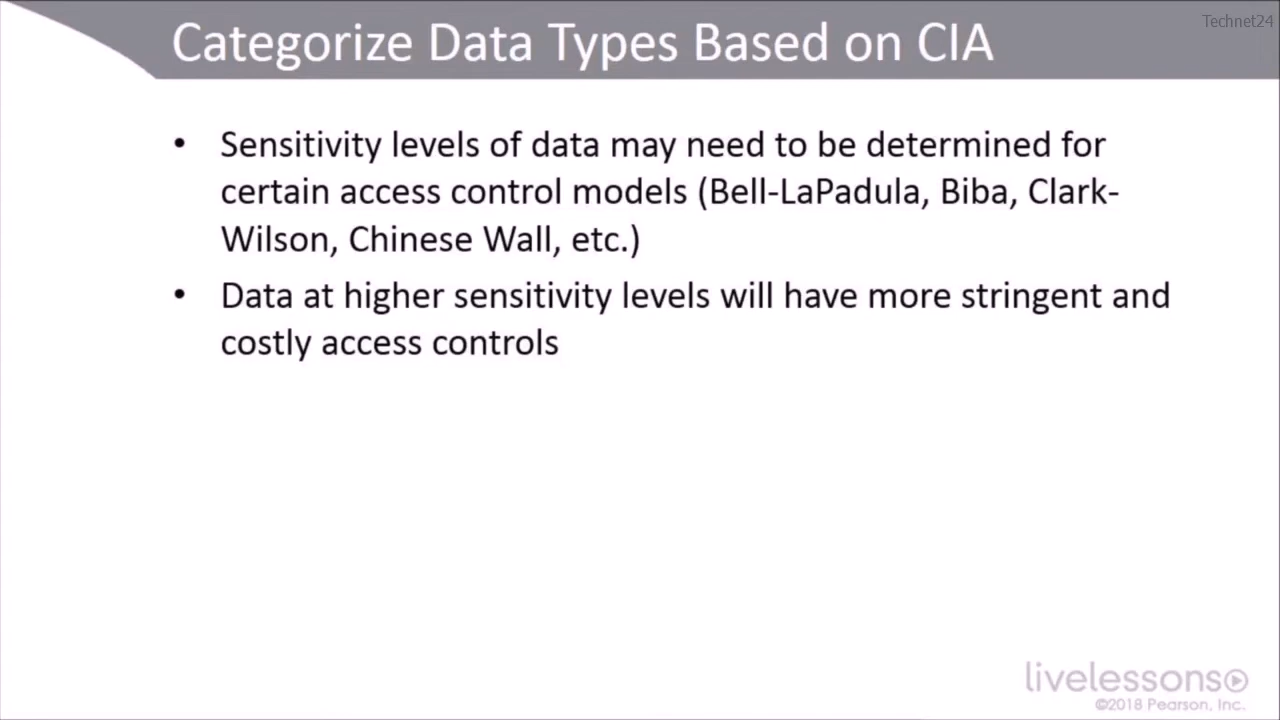 Technet24
Categorize Data Types Based on CIA
• Sensitivity levels of data may need to be determined for
certain access control models (Bell-LaPadula, Biba, Clark-
Wilson, Chinese Wall, etc.)
• Data at higher sensitivity levels will have more stringent and
costly access controls
livelessons
©2018 Pearson, Inc.